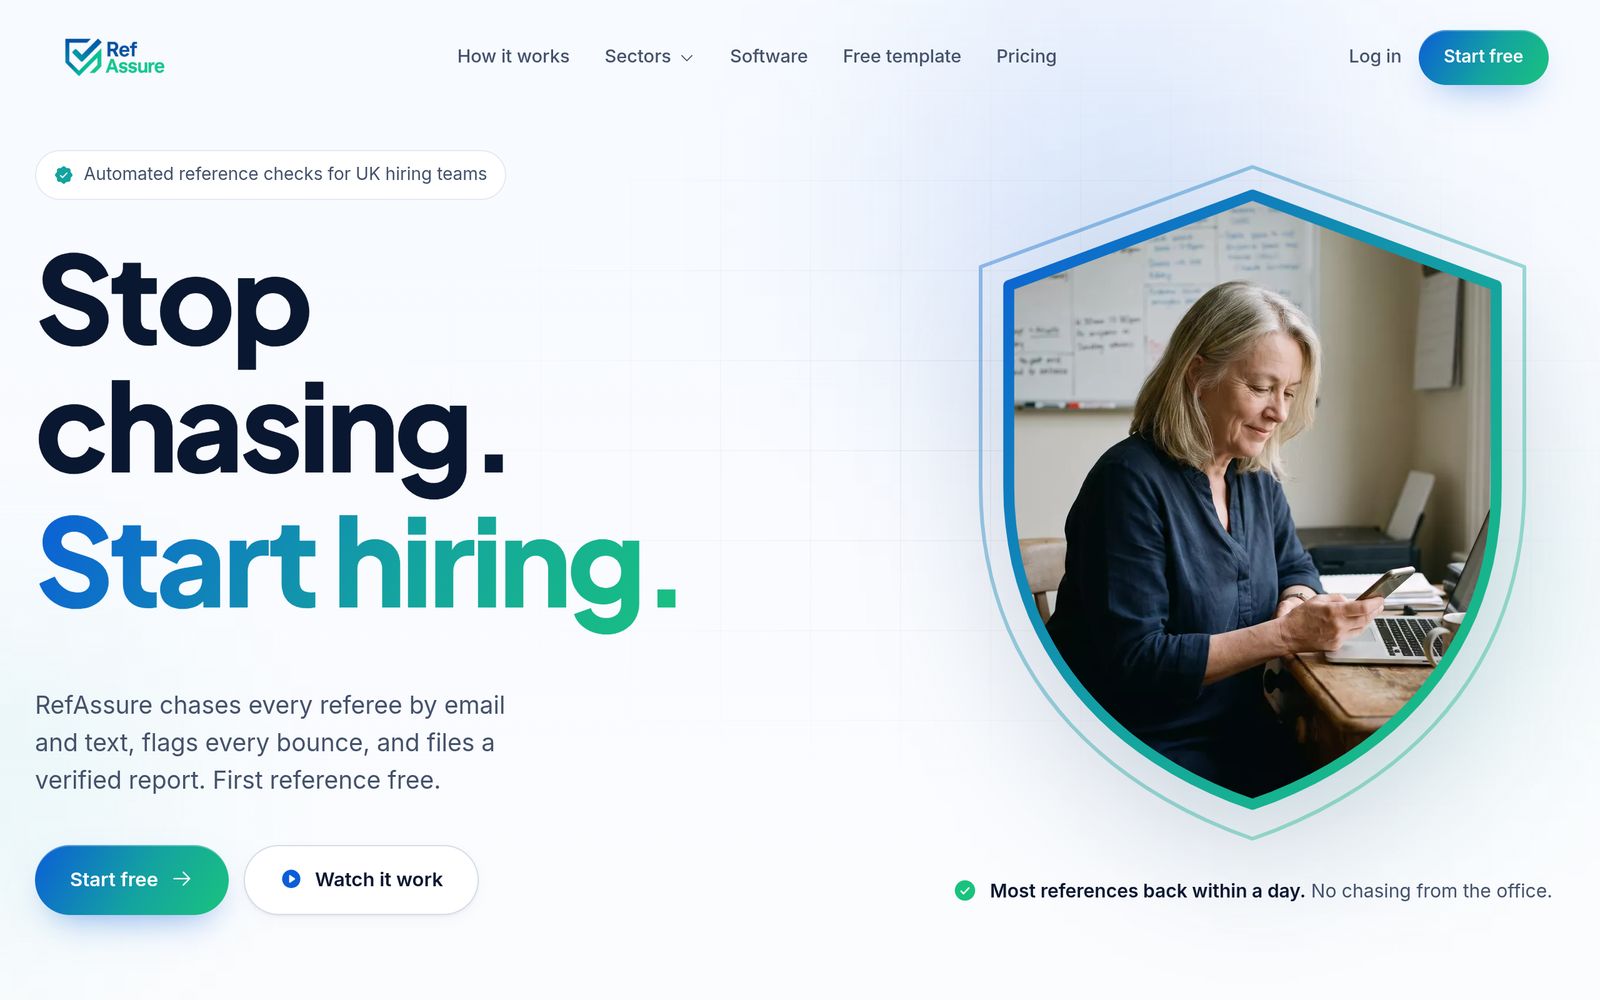 Ref
Assure
How it works
Sectors
Software
Free template
Pricing
Log in
Start free
Automated reference checks for UK hiring teams
Stop
chasing.
Start hiring.
RefAssure chases every referee by email
and text, flags every bounce, and files a
verified report. First reference free.
Start free
Watch it work
Most references back within a day. No chasing from the office.